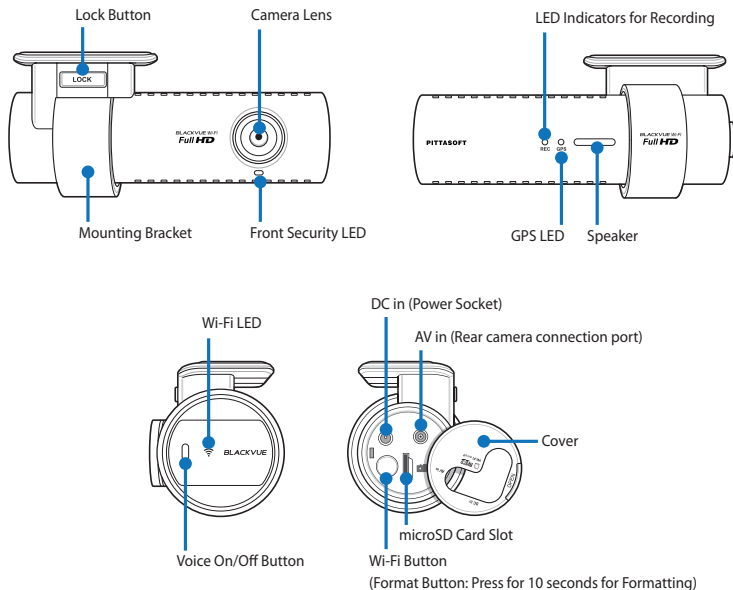 Lock Button
Camera Lens
LED Indicators for Recording
LOCK
BLACKVUE Wi-Fi
Full HD
PITTASOFT
REC
GPS
BLACKVUE Wi-Fi
Full HD
Mounting Bracket
Front Security LED
GPS LED
Speaker
DC in (Power Socket)
Wi-Fi LED
AV in (Rear camera connection port)
BLACKVUE
Cover
OPEN
microSD Card Slot
Voice On/Off Button
Wi-Fi Button
(Format Button: Press for 10 seconds for Formatting)